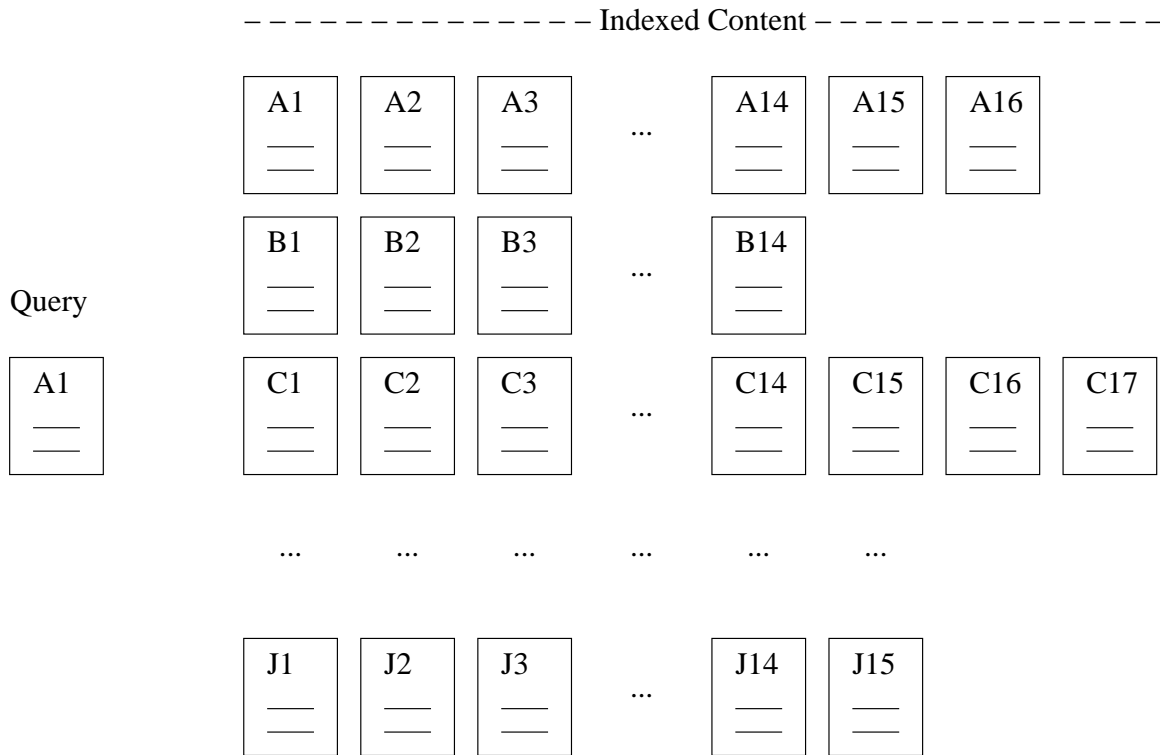 Indexed Content
A1 A2 A3 ... A14 A15 A16
B1 B2 B3 ... B14
Query
A1
C1 C2 C3 ... C14 C15 C16 C17
... ... ... ... ... ...
J1 J2 J3 ... J14 J15